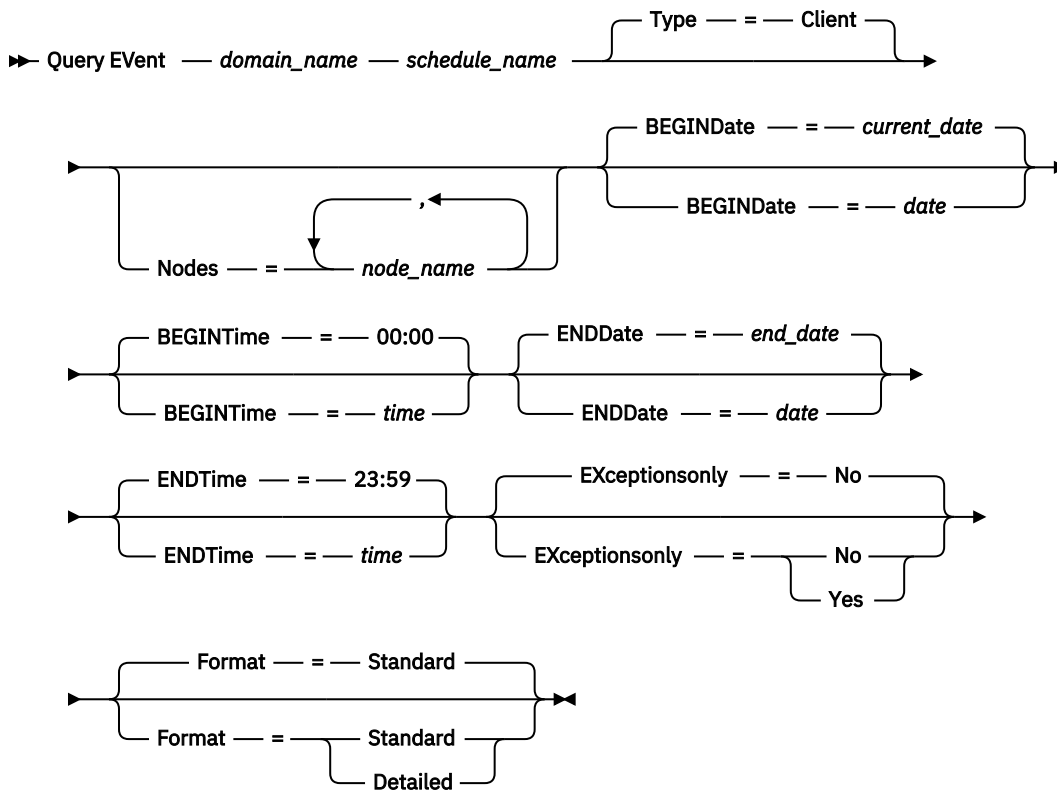 Type = Client
Query EVent domain_name schedule_name
BEGINDate = current_date
BEGINDate = date
,
Nodes = node_name
BEGINTime = 00:00
BEGINTime = time
ENDDate = end_date
ENDDate = date
ENDTime = 23:59
ENDTime = time
EXceptionsonly = No
EXceptionsonly = No
Yes
Format = Standard
Format = Standard
Detailed